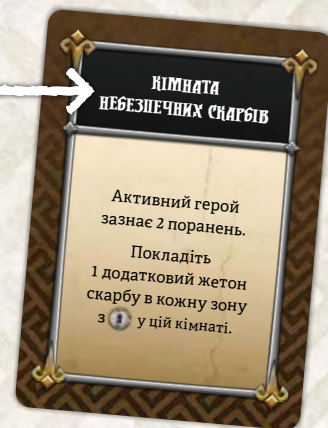 КІМНАТА
НЕБЕЗПЕЧНИХ СКАРБІВ
Активний герой
зазнає 2 поранень.
Покладіть
1 додатковий жетон
скарбу в кожну зону
з у цій кімнаті.